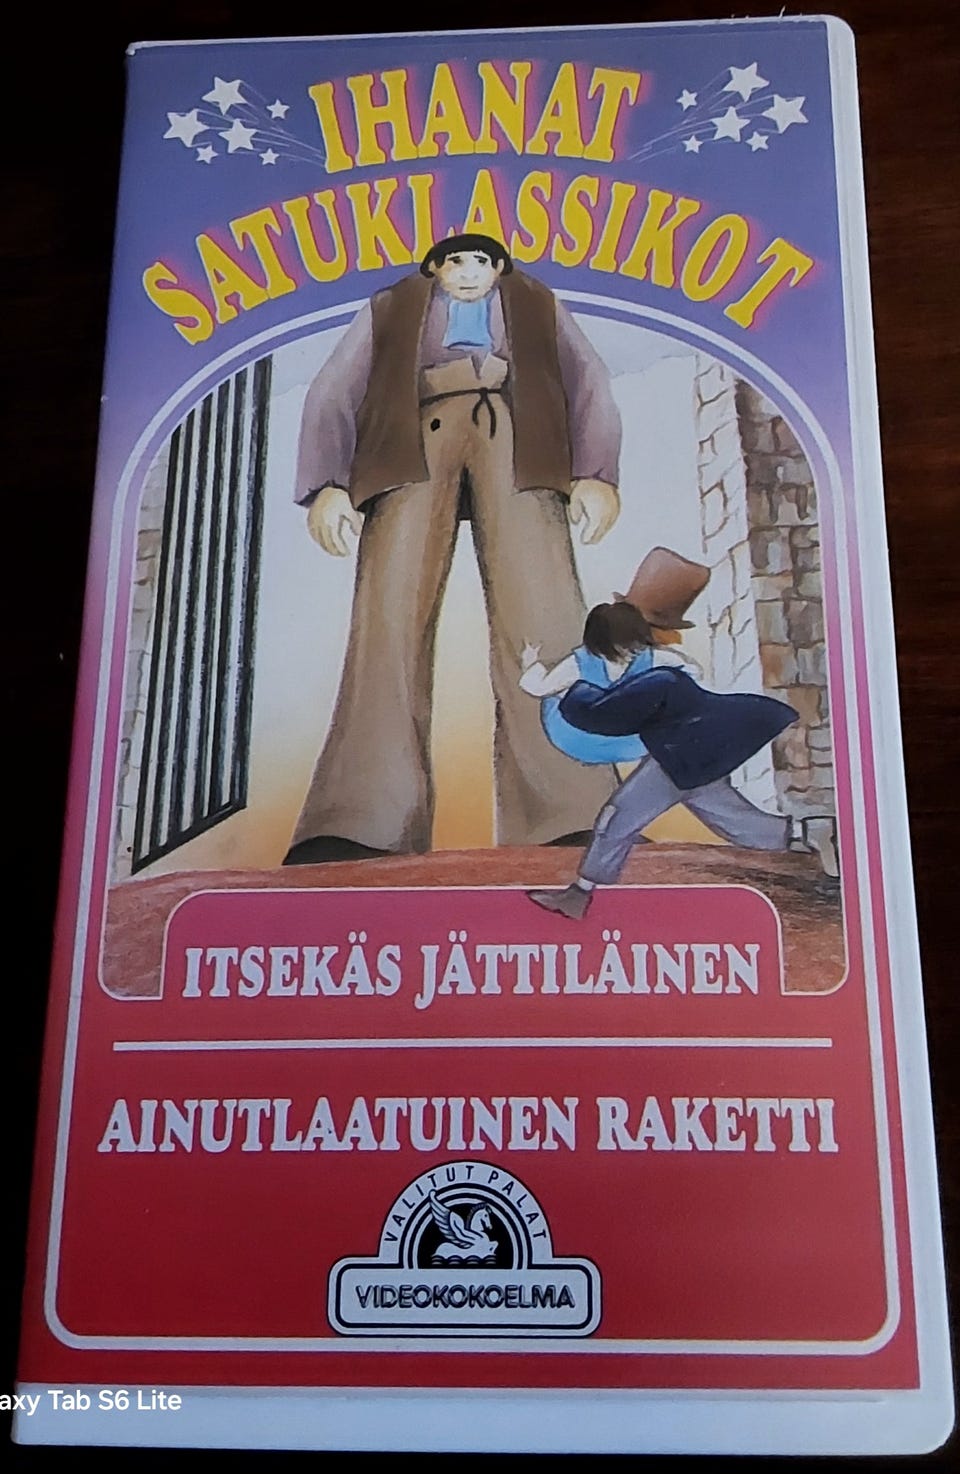 IHANAT
SATUKLASSIKOT
ITSEKÄS JÄTTILÄINEN
AINUTLAATUINEN RAKETTI
VALITUT PALAT
VIDEOKOKOELMA
axy Tab S6 Lite